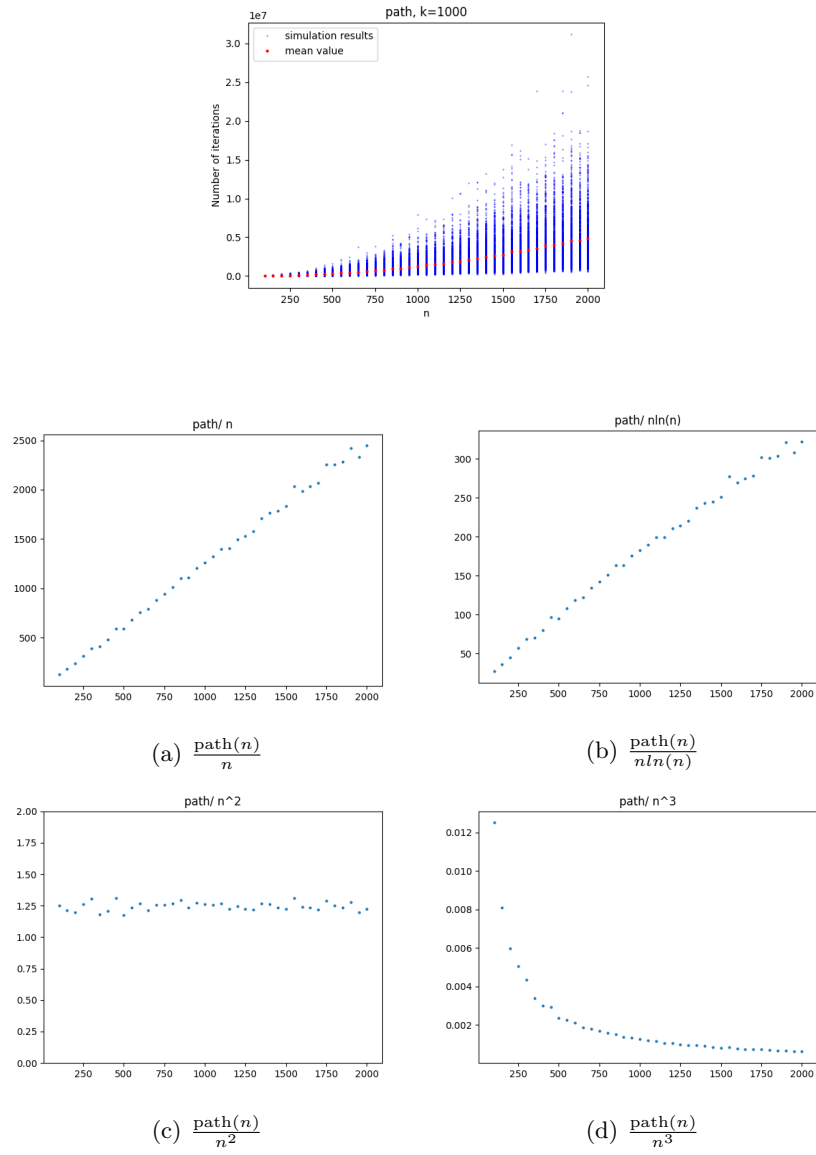 path, k=1000
1e7
simulation results
mean value
3.0
2.5
2.0
1.5
1.0
0.5
0.0
Number of iterations
250 500 750 1000 1250 1500 1750 2000
n
path/ n
2500
2000
1500
1000
500
250 500 750 1000 1250 1500 1750 2000
(a) path(n)/n
path/ nln(n)
300
250
200
150
100
50
250 500 750 1000 1250 1500 1750 2000
(b) path(n)/nln(n)
path/ n^2
2.00
1.75
1.50
1.25
1.00
0.75
0.50
0.25
0.00
250 500 750 1000 1250 1500 1750 2000
(c) path(n)/n²
path/ n^3
0.012
0.010
0.008
0.006
0.004
0.002
250 500 750 1000 1250 1500 1750 2000
(d) path(n)/n³